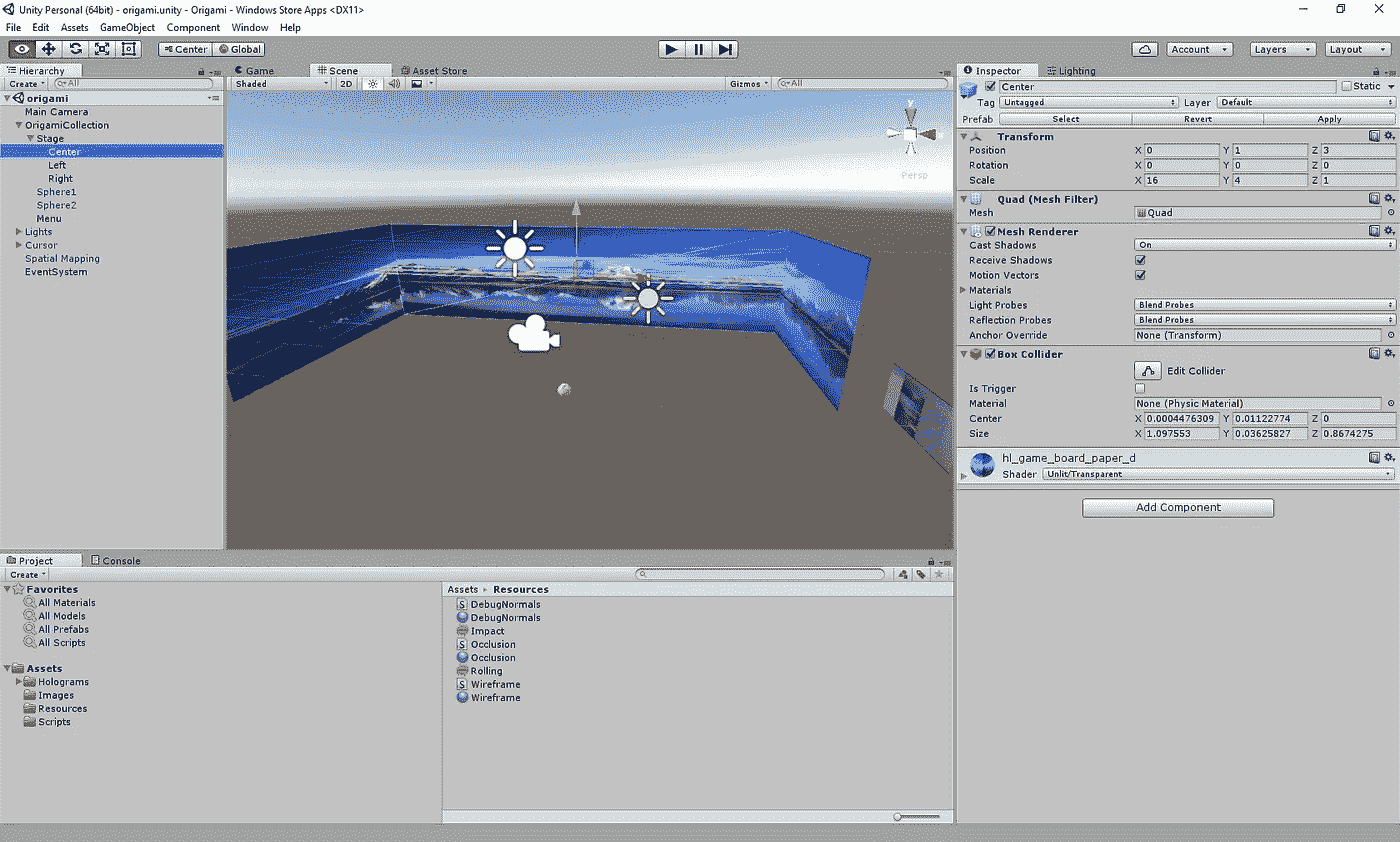 Unity Personal (64bit) - origami.unity - Origami - Windows Store Apps <DX11>
File Edit Assets GameObject Component Window Help
Center Global Account Layers Layout
Hierarchy
Create All
origami
Main Camera
OrigamiCollection
Stage
Center
Left
Right
Sphere1
Sphere2
Menu
Lights
Cursor
Spatial Mapping
EventSystem
Game Scene Asset Store
Shaded 2D Gizmos All
y
x
Persp
Inspector Lighting
Center Static
Tag Untagged Layer Default
Prefab Select Revert Apply
Transform
Position X 0 Y 1 Z 3
Rotation X 0 Y 0 Z 0
Scale X 16 Y 4 Z 1
Quad (Mesh Filter)
Mesh Quad
Mesh Renderer
Cast Shadows On
Receive Shadows
Motion Vectors
Materials
Light Probes Blend Probes
Reflection Probes Blend Probes
Anchor Override None (Transform)
Box Collider
Edit Collider
Is Trigger
Material None (Physic Material)
Center X 0.0004476309 Y 0.01122774 Z 0
Size X 1.097553 Y 0.03625827 Z 0.8674275
hl_game_board_paper_d
Shader Unlit/Transparent
Add Component
Project Console
Create
Favorites
All Materials
All Models
All Prefabs
All Scripts
Assets
Holograms
Images
Resources
Scripts
Assets Resources
DebugNormals
DebugNormals
Impact
Occlusion
Occlusion
Rolling
Wireframe
Wireframe